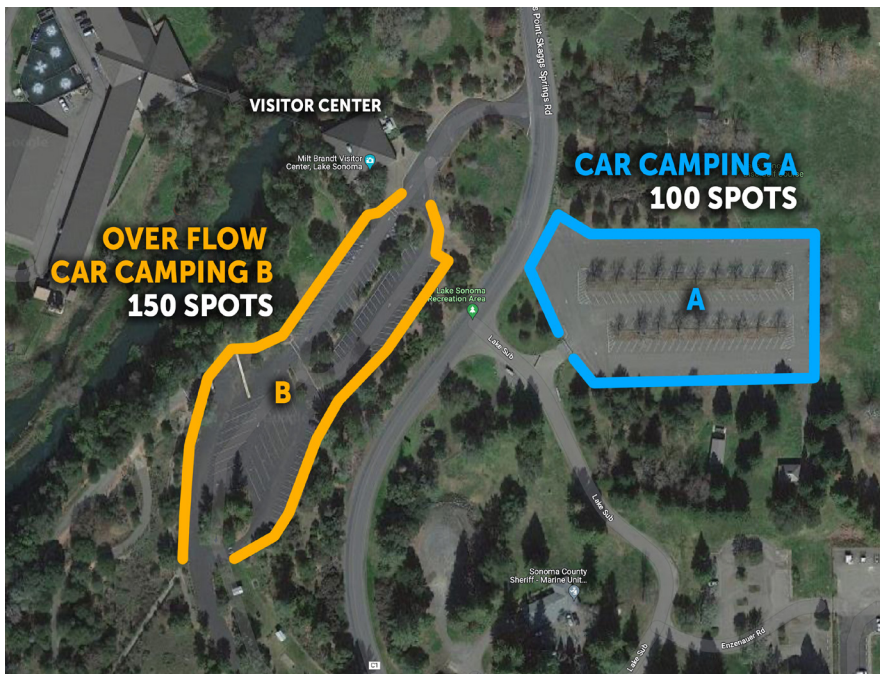 s Point-Skaggs Springs Rd
VISITOR CENTER
Milt Brandt Visitor
Center, Lake Sonoma
CAR CAMPING A
100 SPOTS
OVER FLOW
CAR CAMPING B
150 SPOTS
Lake Sonoma
Recreation Area
A
Lake Sub
B
Lake Sub
Sonoma County
Sheriff - Marine Unit...
Enzenauer Rd
Lake Sub
C1